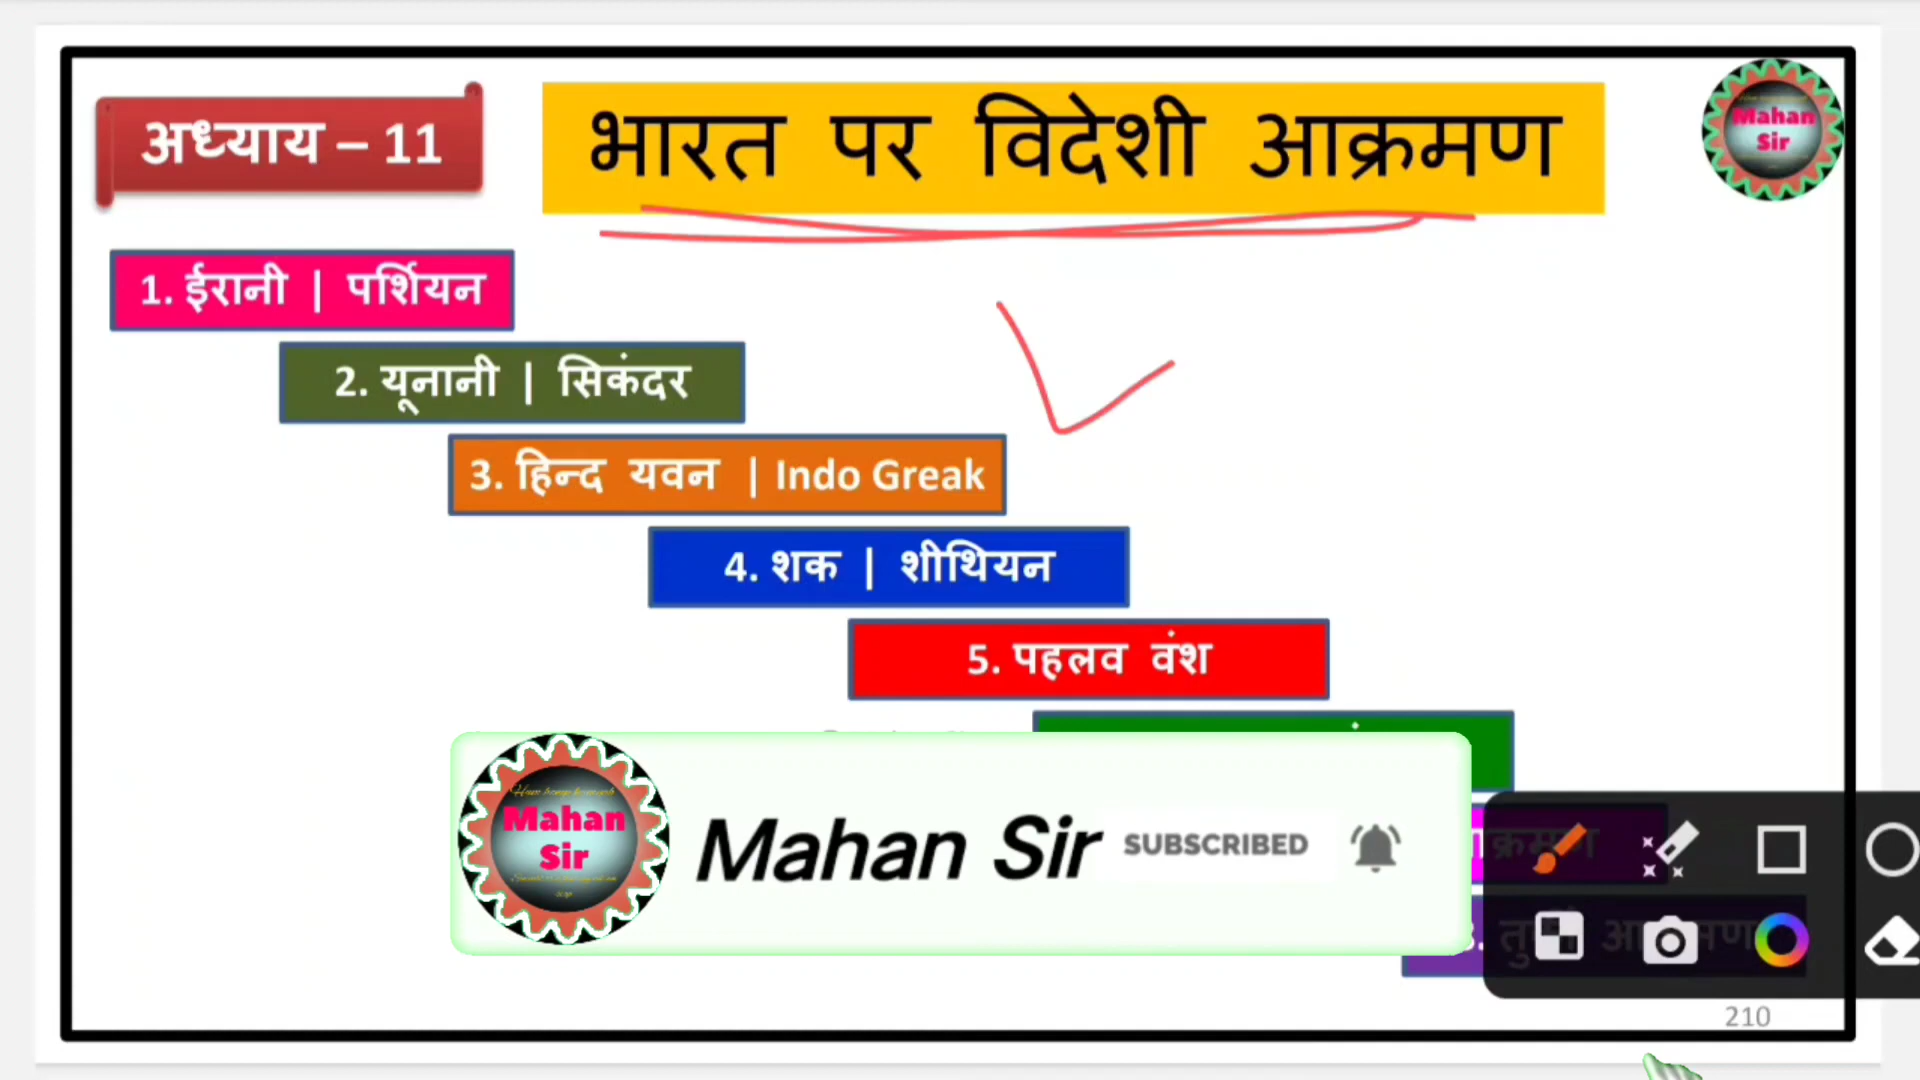 अध्याय – 11
भारत पर विदेशी आक्रमण
Mahan
Sir
1. ईरानी | पर्शियन
2. यूनानी | सिकंदर
3. हिन्द यवन | Indo Greak
4. शक | शीथियन
5. पहलव वंश
Mahan
Sir
Mahan Sir SUBSCRIBED
210